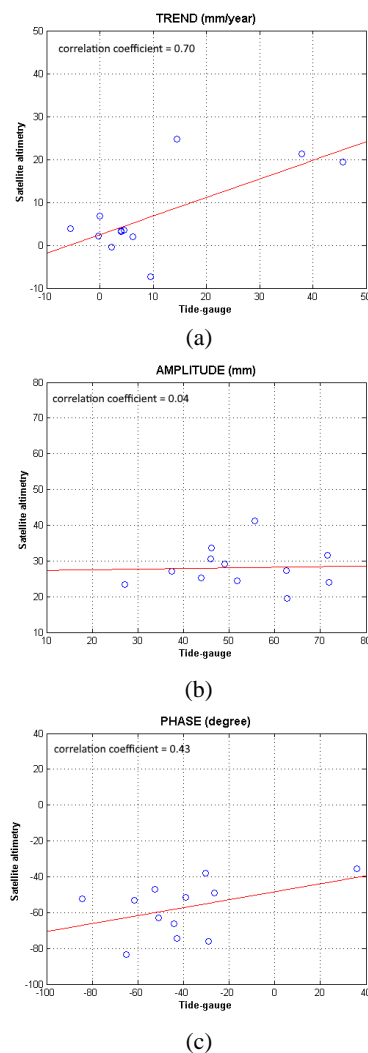 TREND (mm/year)
correlation coefficient = 0.70
50
40
30
20
10
0
-10
Satellite altimetry
-10 0 10 20 30 40 50
Tide-gauge
(a)
AMPLITUDE (mm)
80
correlation coefficient = 0.04
70
60
50
40
30
20
10
Satellite altimetry
10 20 30 40 50 60 70 80
Tide-gauge
(b)
PHASE (degree)
40
correlation coefficient = 0.43
20
0
-20
-40
-60
-80
-100
Satellite altimetry
-100 -80 -60 -40 -20 0 20 40
Tide-gauge
(c)